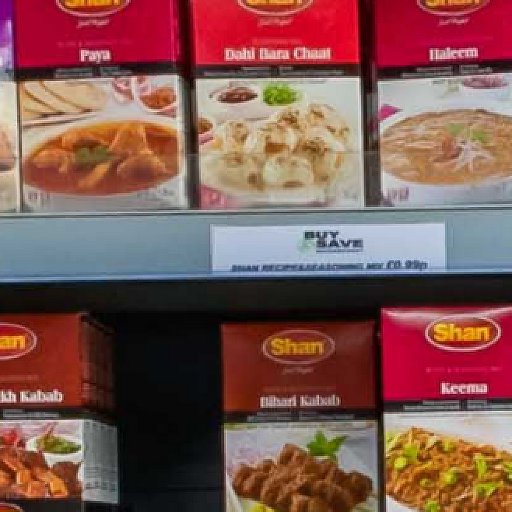 Shan
Shan
Shan
Paya
Dahi Bara Chaat
Haleem
BUY
& SAVE
SHAN RECIPE&SEASONING MIX £0.99p
an
Shan
Shan
kh Kabab
Bihari Kabab
Keema